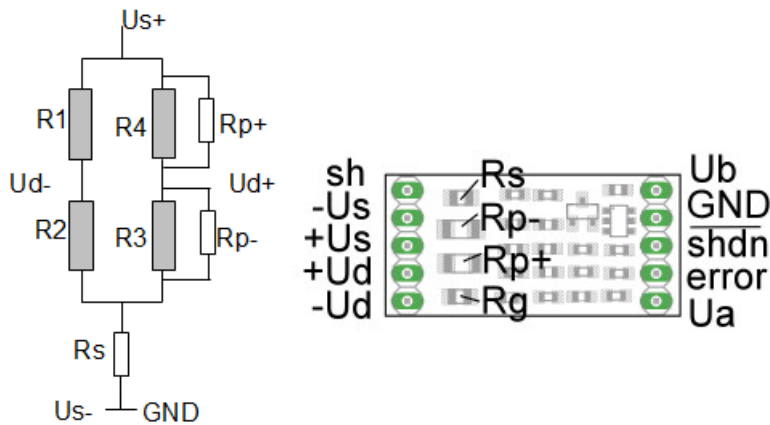 Us+
R1
R4
Rp+
Ud-
Ud+
R2
R3
Rp-
Rs
Us-
GND
sh
-Us
+Us
+Ud
-Ud
Rs
Rp-
Rp+
Rg
Ub
GND
shdn
error
Ua